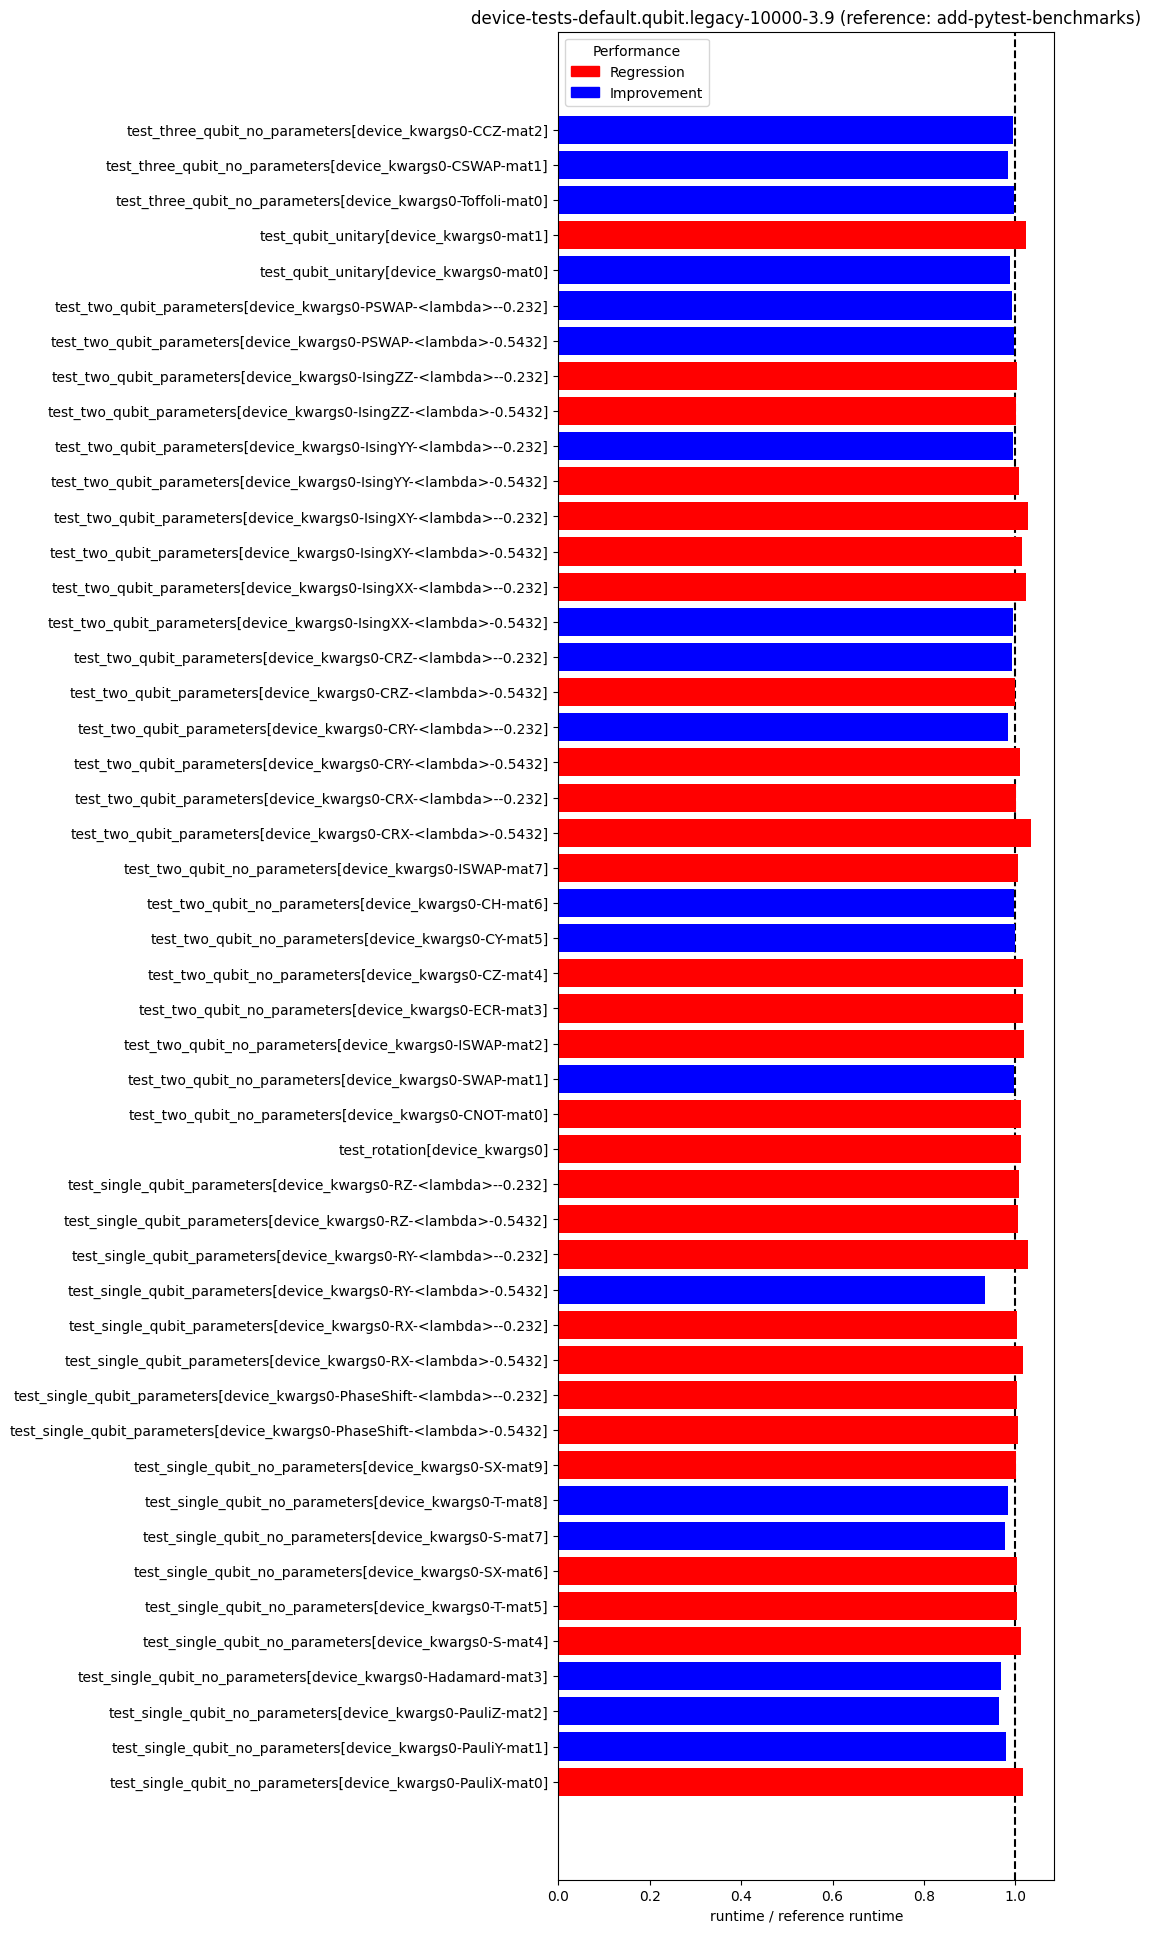 device-tests-default.qubit.legacy-10000-3.9 (reference: add-pytest-benchmarks)
Performance
Regression
Improvement
test_three_qubit_no_parameters[device_kwargs0-CCZ-mat2]
test_three_qubit_no_parameters[device_kwargs0-CSWAP-mat1]
test_three_qubit_no_parameters[device_kwargs0-Toffoli-mat0]
test_qubit_unitary[device_kwargs0-mat1]
test_qubit_unitary[device_kwargs0-mat0]
test_two_qubit_parameters[device_kwargs0-PSWAP-<lambda>--0.232]
test_two_qubit_parameters[device_kwargs0-PSWAP-<lambda>-0.5432]
test_two_qubit_parameters[device_kwargs0-IsingZZ-<lambda>--0.232]
test_two_qubit_parameters[device_kwargs0-IsingZZ-<lambda>-0.5432]
test_two_qubit_parameters[device_kwargs0-IsingYY-<lambda>--0.232]
test_two_qubit_parameters[device_kwargs0-IsingYY-<lambda>-0.5432]
test_two_qubit_parameters[device_kwargs0-IsingXY-<lambda>--0.232]
test_two_qubit_parameters[device_kwargs0-IsingXY-<lambda>-0.5432]
test_two_qubit_parameters[device_kwargs0-IsingXX-<lambda>--0.232]
test_two_qubit_parameters[device_kwargs0-IsingXX-<lambda>-0.5432]
test_two_qubit_parameters[device_kwargs0-CRZ-<lambda>--0.232]
test_two_qubit_parameters[device_kwargs0-CRZ-<lambda>-0.5432]
test_two_qubit_parameters[device_kwargs0-CRY-<lambda>--0.232]
test_two_qubit_parameters[device_kwargs0-CRY-<lambda>-0.5432]
test_two_qubit_parameters[device_kwargs0-CRX-<lambda>--0.232]
test_two_qubit_parameters[device_kwargs0-CRX-<lambda>-0.5432]
test_two_qubit_no_parameters[device_kwargs0-ISWAP-mat7]
test_two_qubit_no_parameters[device_kwargs0-CH-mat6]
test_two_qubit_no_parameters[device_kwargs0-CY-mat5]
test_two_qubit_no_parameters[device_kwargs0-CZ-mat4]
test_two_qubit_no_parameters[device_kwargs0-ECR-mat3]
test_two_qubit_no_parameters[device_kwargs0-ISWAP-mat2]
test_two_qubit_no_parameters[device_kwargs0-SWAP-mat1]
test_two_qubit_no_parameters[device_kwargs0-CNOT-mat0]
test_rotation[device_kwargs0]
test_single_qubit_parameters[device_kwargs0-RZ-<lambda>--0.232]
test_single_qubit_parameters[device_kwargs0-RZ-<lambda>-0.5432]
test_single_qubit_parameters[device_kwargs0-RY-<lambda>--0.232]
test_single_qubit_parameters[device_kwargs0-RY-<lambda>-0.5432]
test_single_qubit_parameters[device_kwargs0-RX-<lambda>--0.232]
test_single_qubit_parameters[device_kwargs0-RX-<lambda>-0.5432]
test_single_qubit_parameters[device_kwargs0-PhaseShift-<lambda>--0.232]
test_single_qubit_parameters[device_kwargs0-PhaseShift-<lambda>-0.5432]
test_single_qubit_no_parameters[device_kwargs0-SX-mat9]
test_single_qubit_no_parameters[device_kwargs0-T-mat8]
test_single_qubit_no_parameters[device_kwargs0-S-mat7]
test_single_qubit_no_parameters[device_kwargs0-SX-mat6]
test_single_qubit_no_parameters[device_kwargs0-T-mat5]
test_single_qubit_no_parameters[device_kwargs0-S-mat4]
test_single_qubit_no_parameters[device_kwargs0-Hadamard-mat3]
test_single_qubit_no_parameters[device_kwargs0-PauliZ-mat2]
test_single_qubit_no_parameters[device_kwargs0-PauliY-mat1]
test_single_qubit_no_parameters[device_kwargs0-PauliX-mat0]
0.0 0.2 0.4 0.6 0.8 1.0
runtime / reference runtime